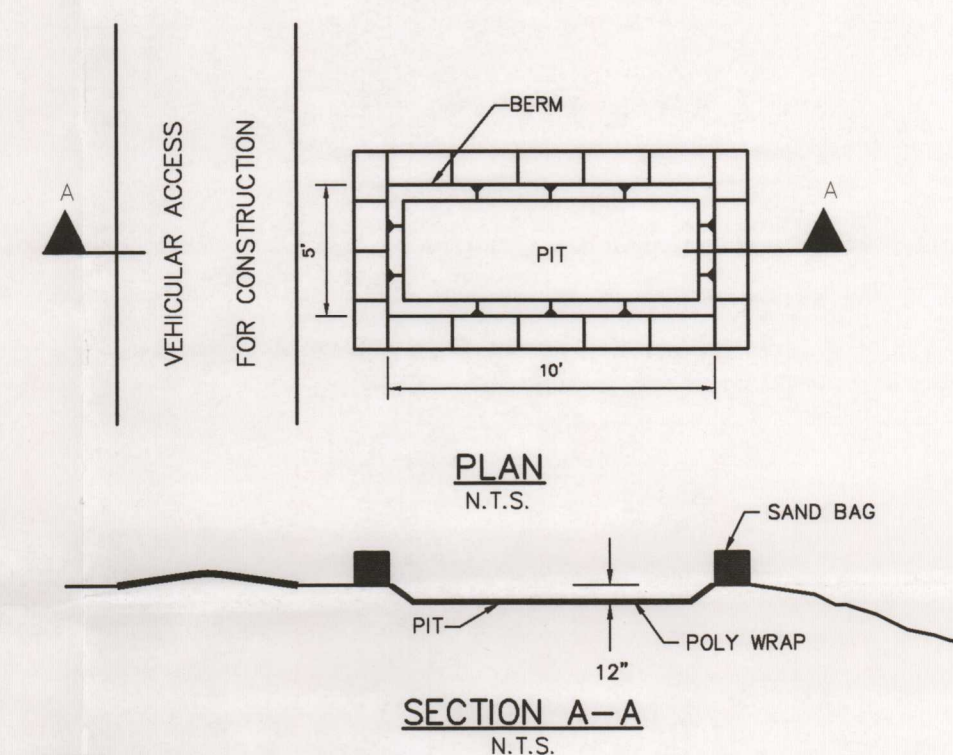 BERM
A
VEHICULAR ACCESS
FOR CONSTRUCTION
5'
PIT
A
10'
PLAN
N.T.S.
SAND BAG
PIT
POLY WRAP
12"
SECTION A-A
N.T.S.